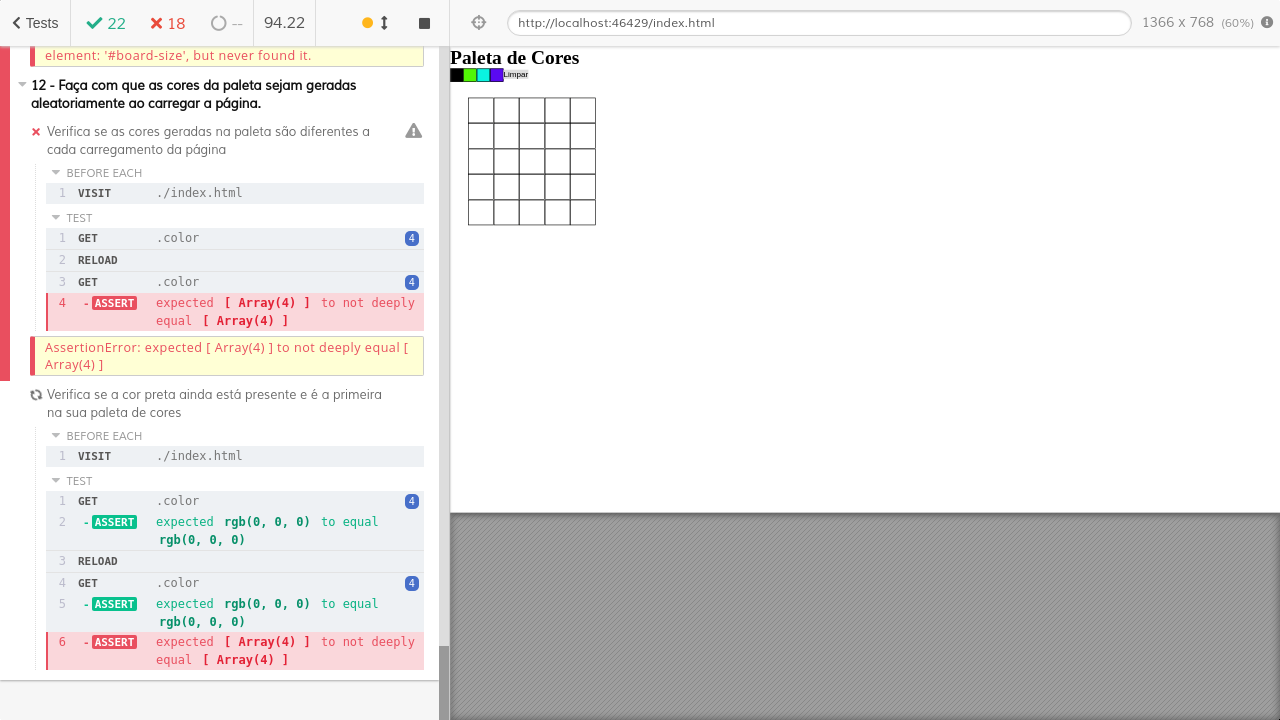 Tests 22 18 -- 94.22 http://localhost:46429/index.html 1366 x 768 (60%)
element: '#board-size', but never found it.
12 - Faça com que as cores da paleta sejam geradas
aleatoriamente ao carregar a página.
Verifica se as cores geradas na paleta são diferentes a
cada carregamento da página
BEFORE EACH
1 VISIT ./index.html
TEST
1 GET .color 4
2 RELOAD
3 GET .color 4
4 -ASSERT expected [ Array(4) ] to not deeply
equal [ Array(4) ]
AssertionError: expected [ Array(4) ] to not deeply equal [
Array(4) ]
Verifica se a cor preta ainda está presente e é a primeira
na sua paleta de cores
BEFORE EACH
1 VISIT ./index.html
TEST
1 GET .color 4
2 -ASSERT expected rgb(0, 0, 0) to equal
rgb(0, 0, 0)
3 RELOAD
4 GET .color 4
5 -ASSERT expected rgb(0, 0, 0) to equal
rgb(0, 0, 0)
6 -ASSERT expected [ Array(4) ] to not deeply
equal [ Array(4) ]
Paleta de Cores
Limpar